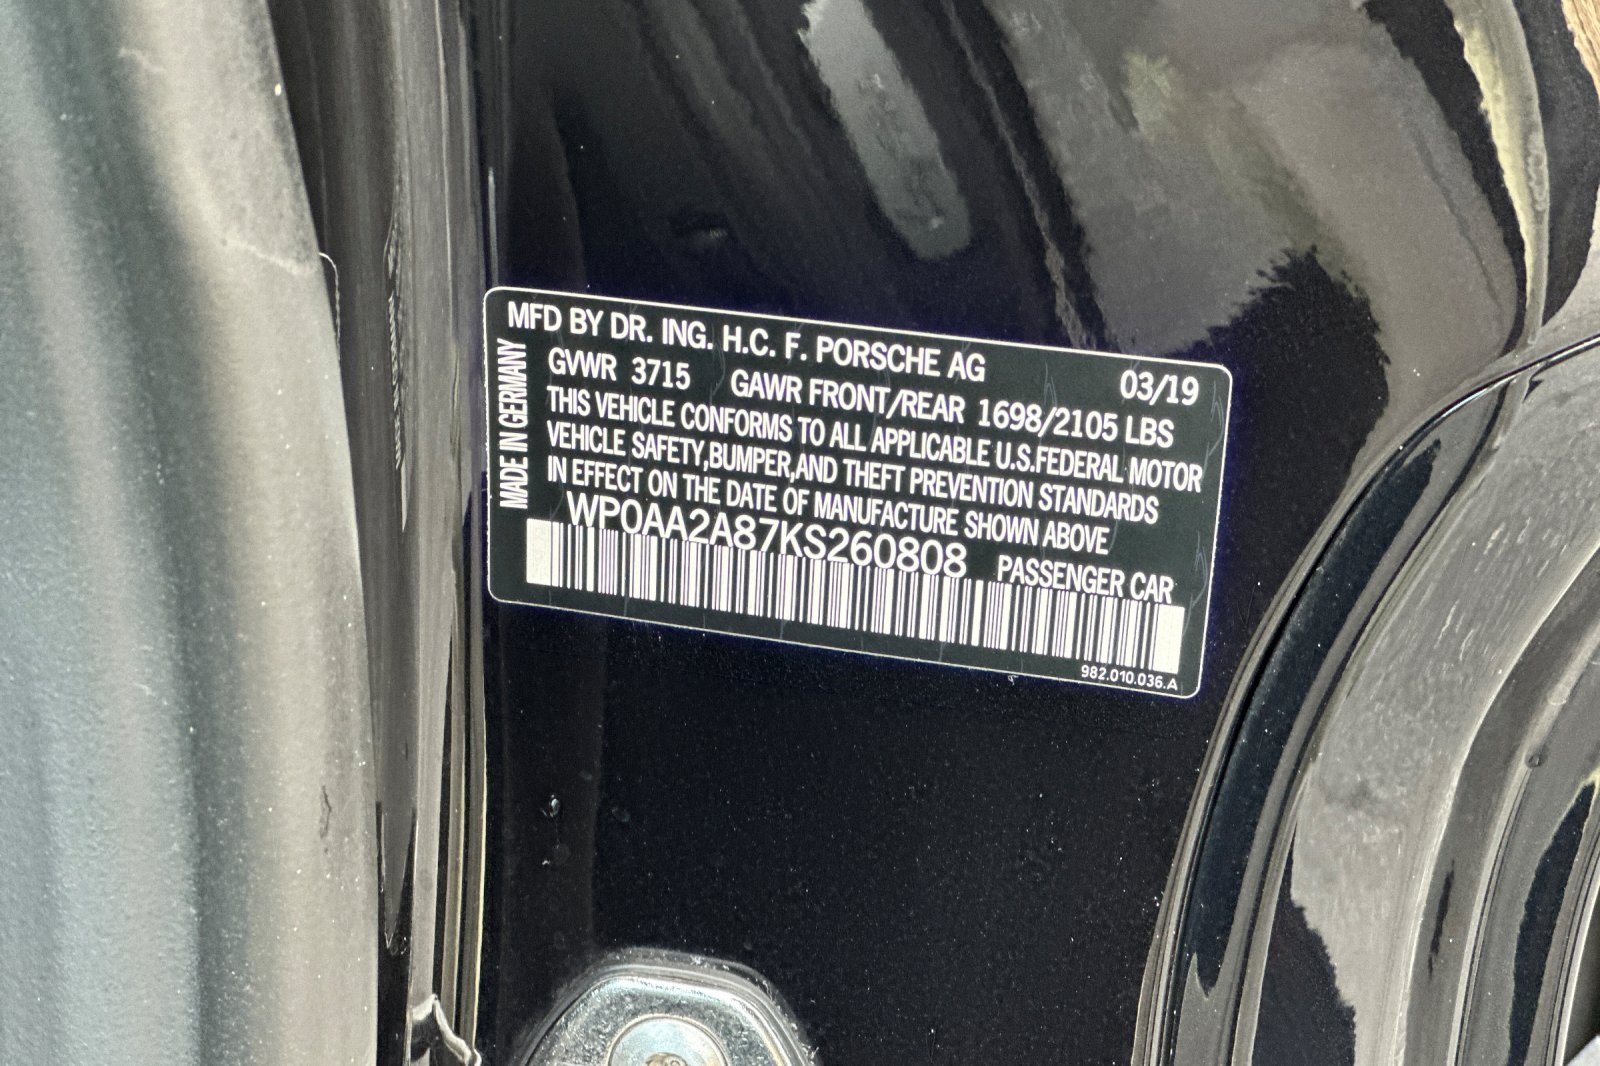 MFD BY DR. ING. H.C. F. PORSCHE AG 03/19
GVWR 3715 GAWR FRONT/REAR 1698/2105 LBS
THIS VEHICLE CONFORMS TO ALL APPLICABLE U.S.FEDERAL MOTOR
VEHICLE SAFETY,BUMPER,AND THEFT PREVENTION STANDARDS
IN EFFECT ON THE DATE OF MANUFACTURE SHOWN ABOVE
WP0AA2A87KS260808 PASSENGER CAR
982.010.036.A
MADE IN GERMANY